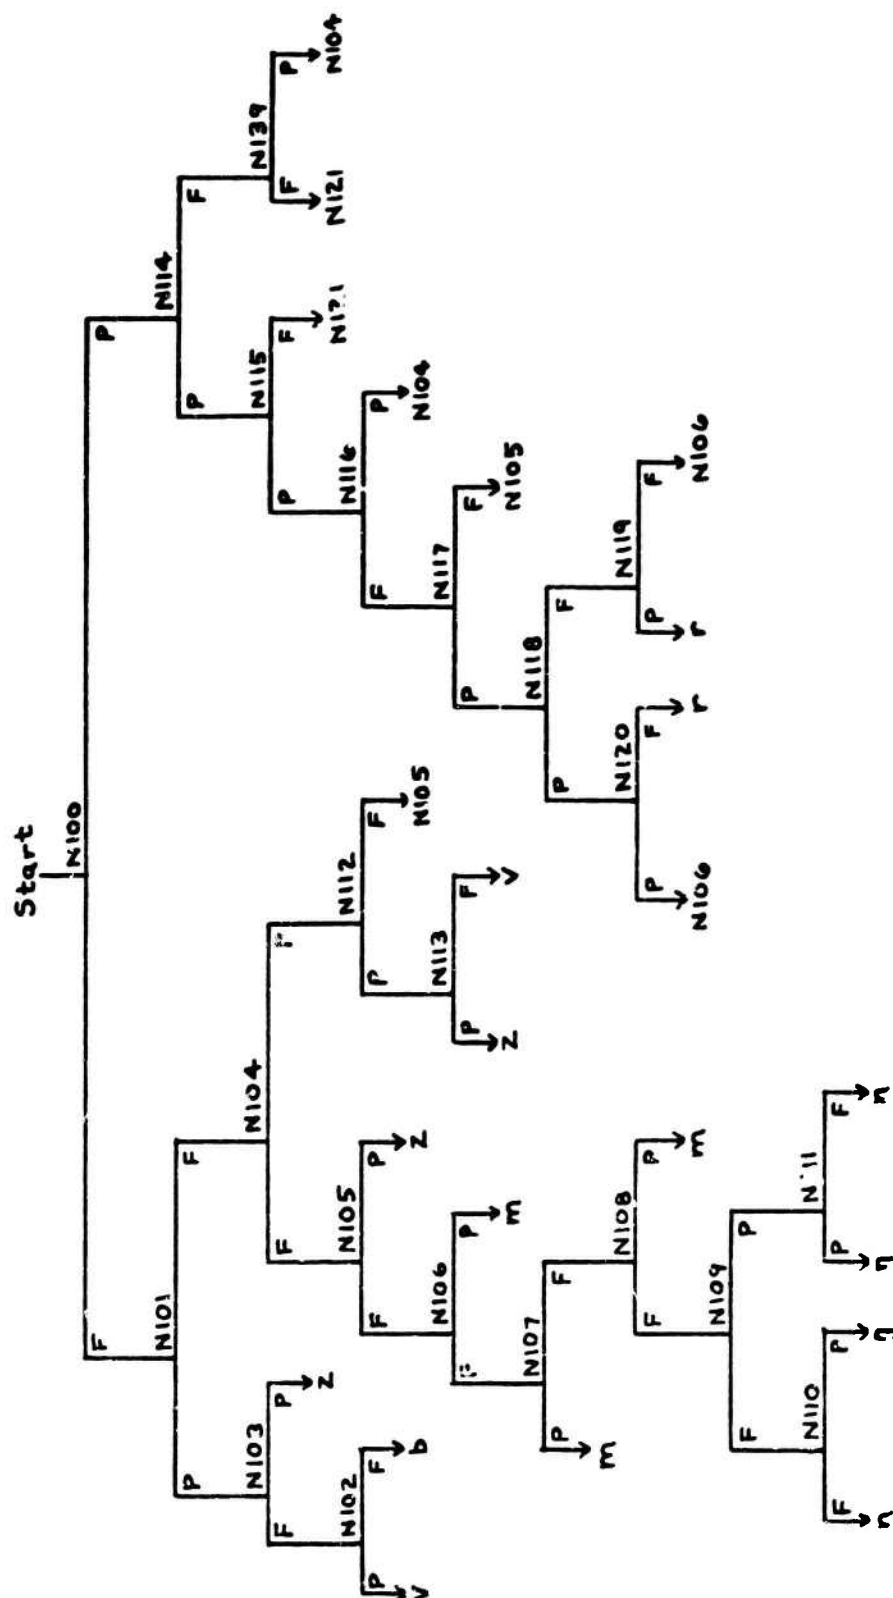 Start
N100
F P
N101 N114
P F P F
N103 N104 N115 N139
F P F P P F F P
Z N121 N104
N102 N105 N112 N116
P F F P P F F P
b Z N105 N104
N106 N113 N117
F P P F P F
m Z v N105
N107 N118
P F P F
m
N108 N120 N119
F P P F P F
m N106 r r N106
N109
F P
N110
F P P F